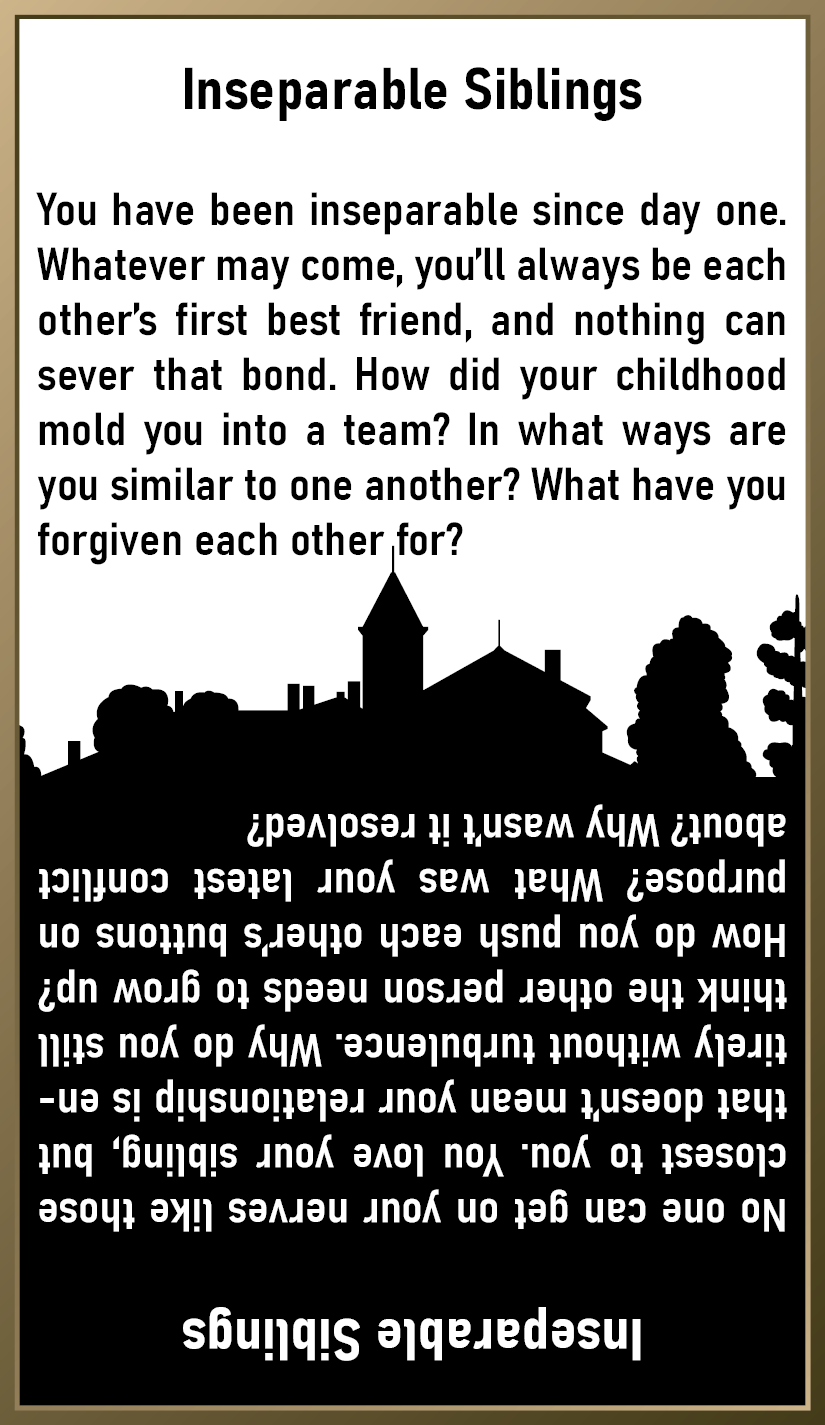 Inseparable Siblings
You have been inseparable since day one.
Whatever may come, you’ll always be each
other’s first best friend, and nothing can
sever that bond. How did your childhood
mold you into a team? In what ways are
you similar to one another? What have you
forgiven each other for?
Inseparable Siblings
No one can get on your nerves like those
closest to you. You love your sibling, but
that doesn’t mean your relationship is en-
tirely without turbulence. Why do you still
think the other person needs to grow up?
How do you push each other’s buttons on
purpose? What was your latest conflict
about? Why wasn’t it resolved?